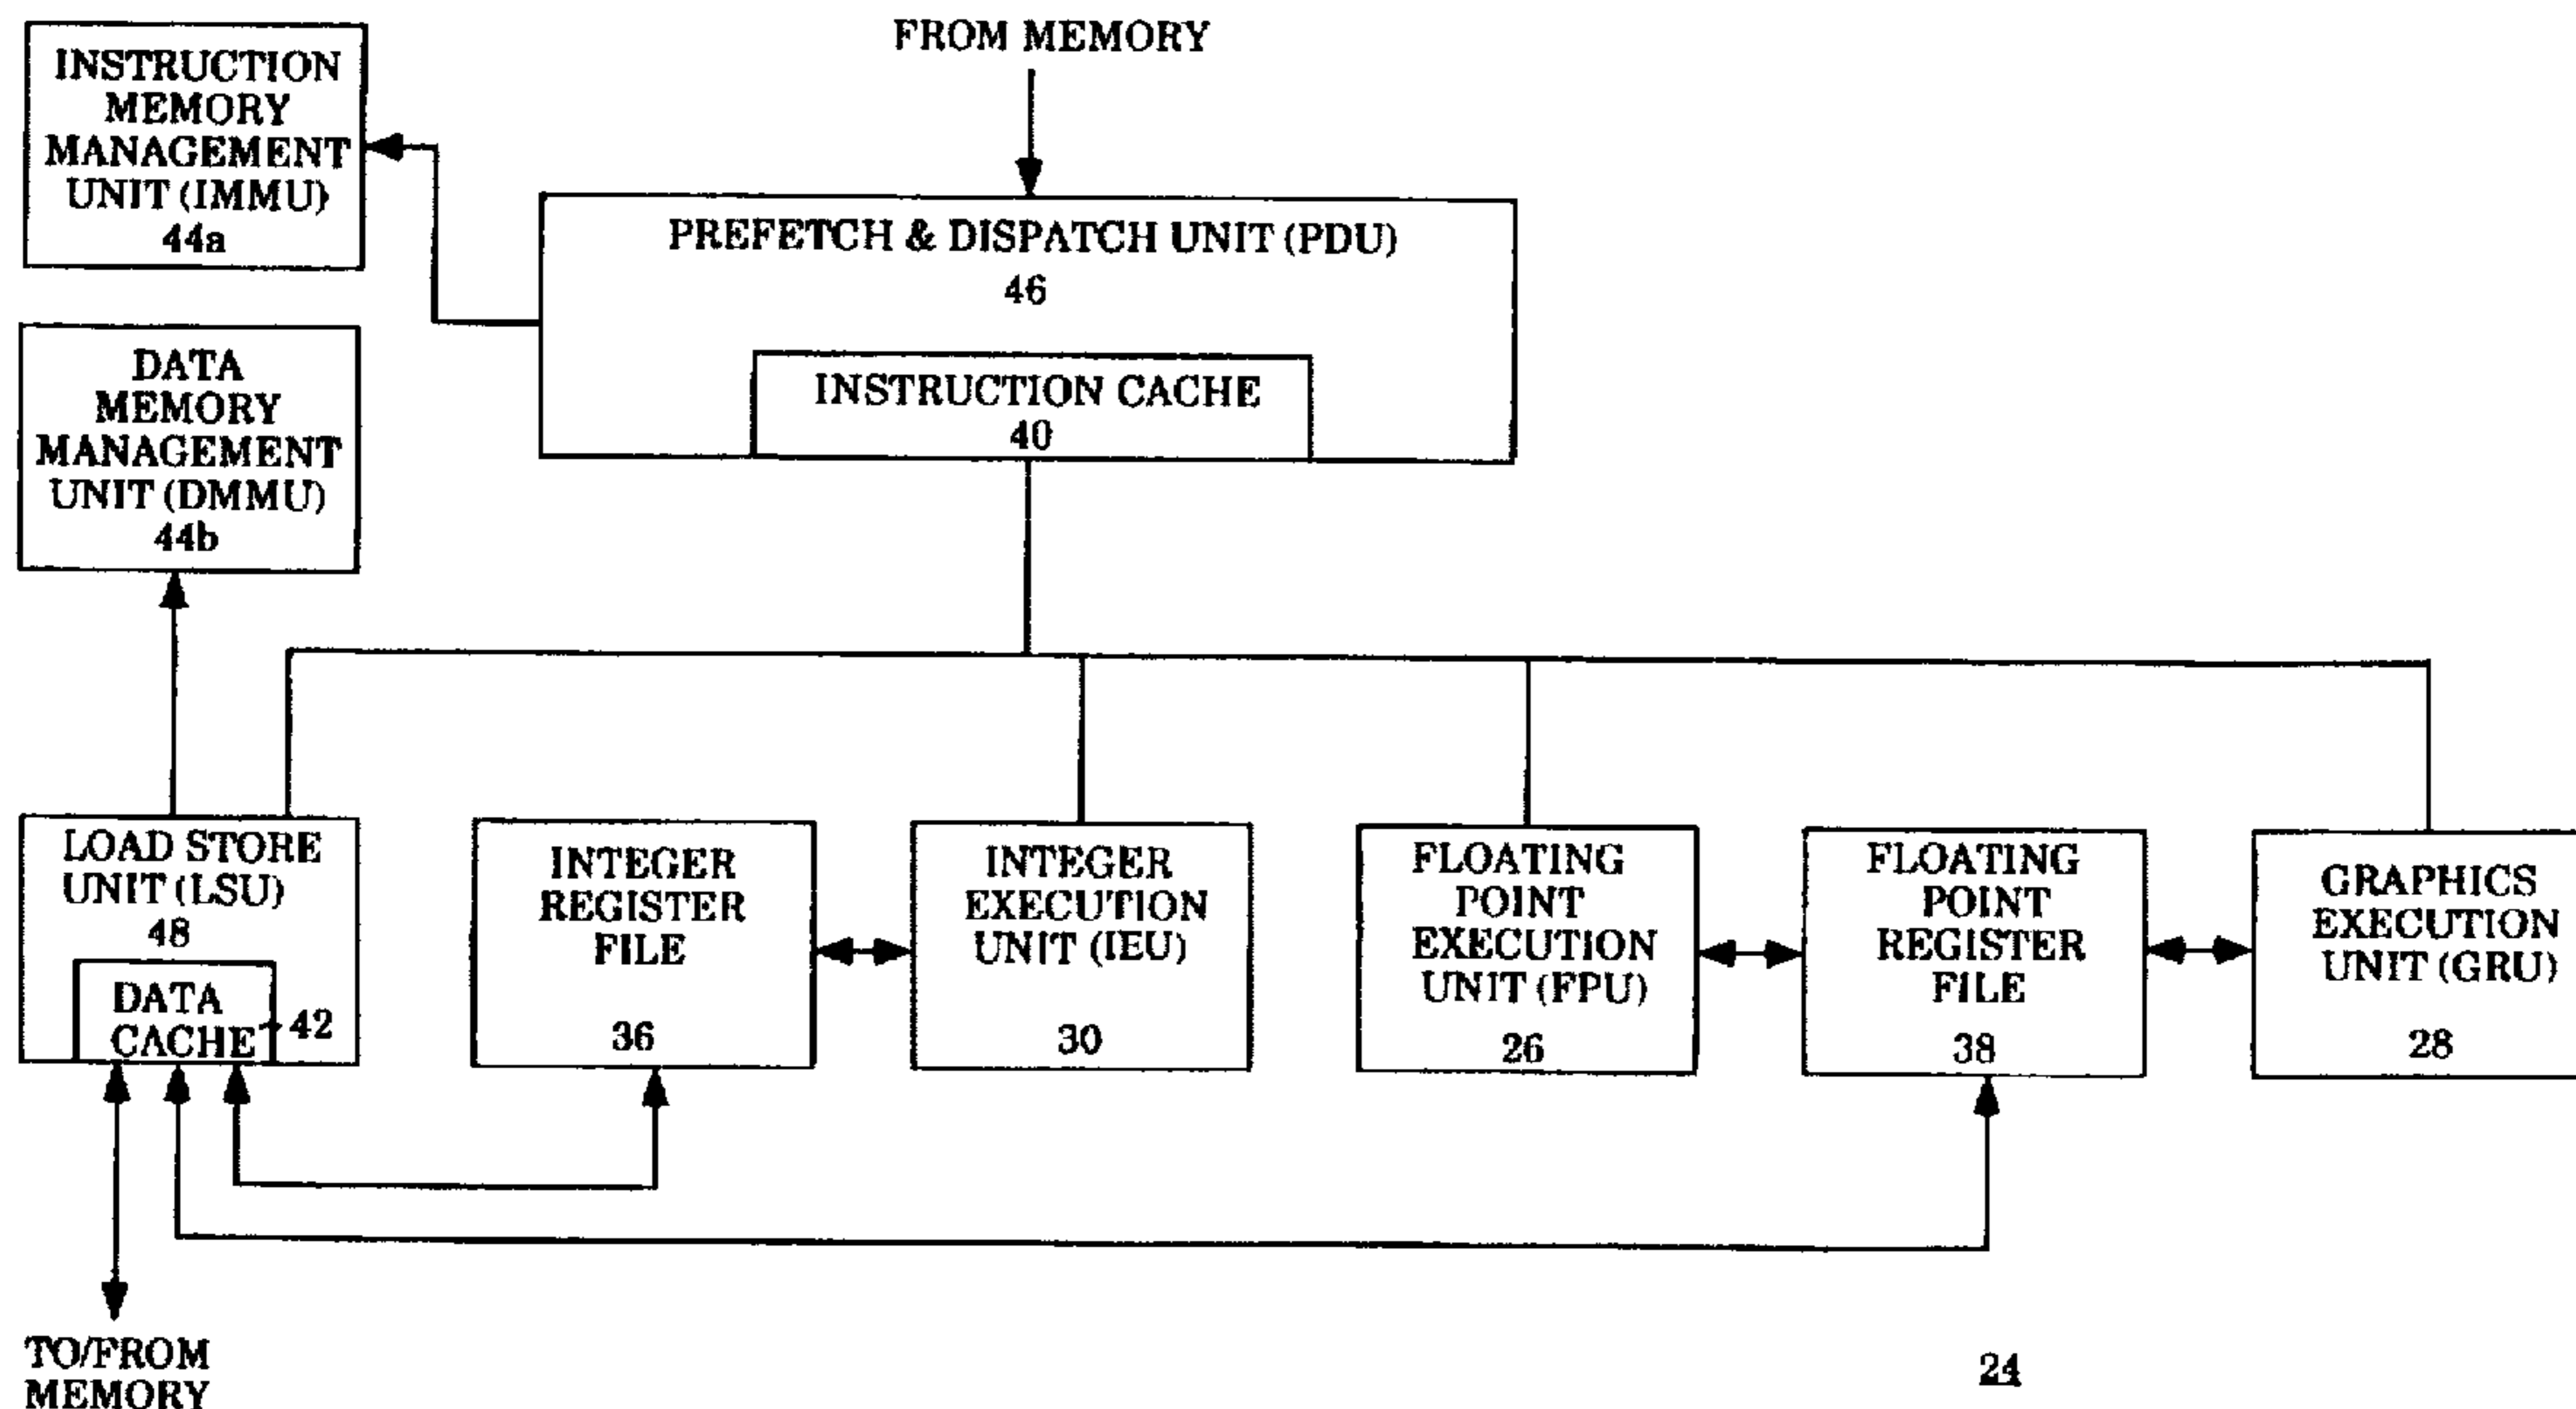 FROM MEMORY
INSTRUCTION
MEMORY
MANAGEMENT
UNIT (IMMU)
44a
PREFETCH & DISPATCH UNIT (PDU)
46
INSTRUCTION CACHE
40
DATA
MEMORY
MANAGEMENT
UNIT (DMMU)
44b
LOAD STORE
UNIT (LSU)
48
DATA
CACHE
42
INTEGER
REGISTER
FILE
36
INTEGER
EXECUTION
UNIT (IEU)
30
FLOATING
POINT
EXECUTION
UNIT (FPU)
26
FLOATING
POINT
REGISTER
FILE
38
GRAPHICS
EXECUTION
UNIT (GRU)
28
TO/FROM
MEMORY
24